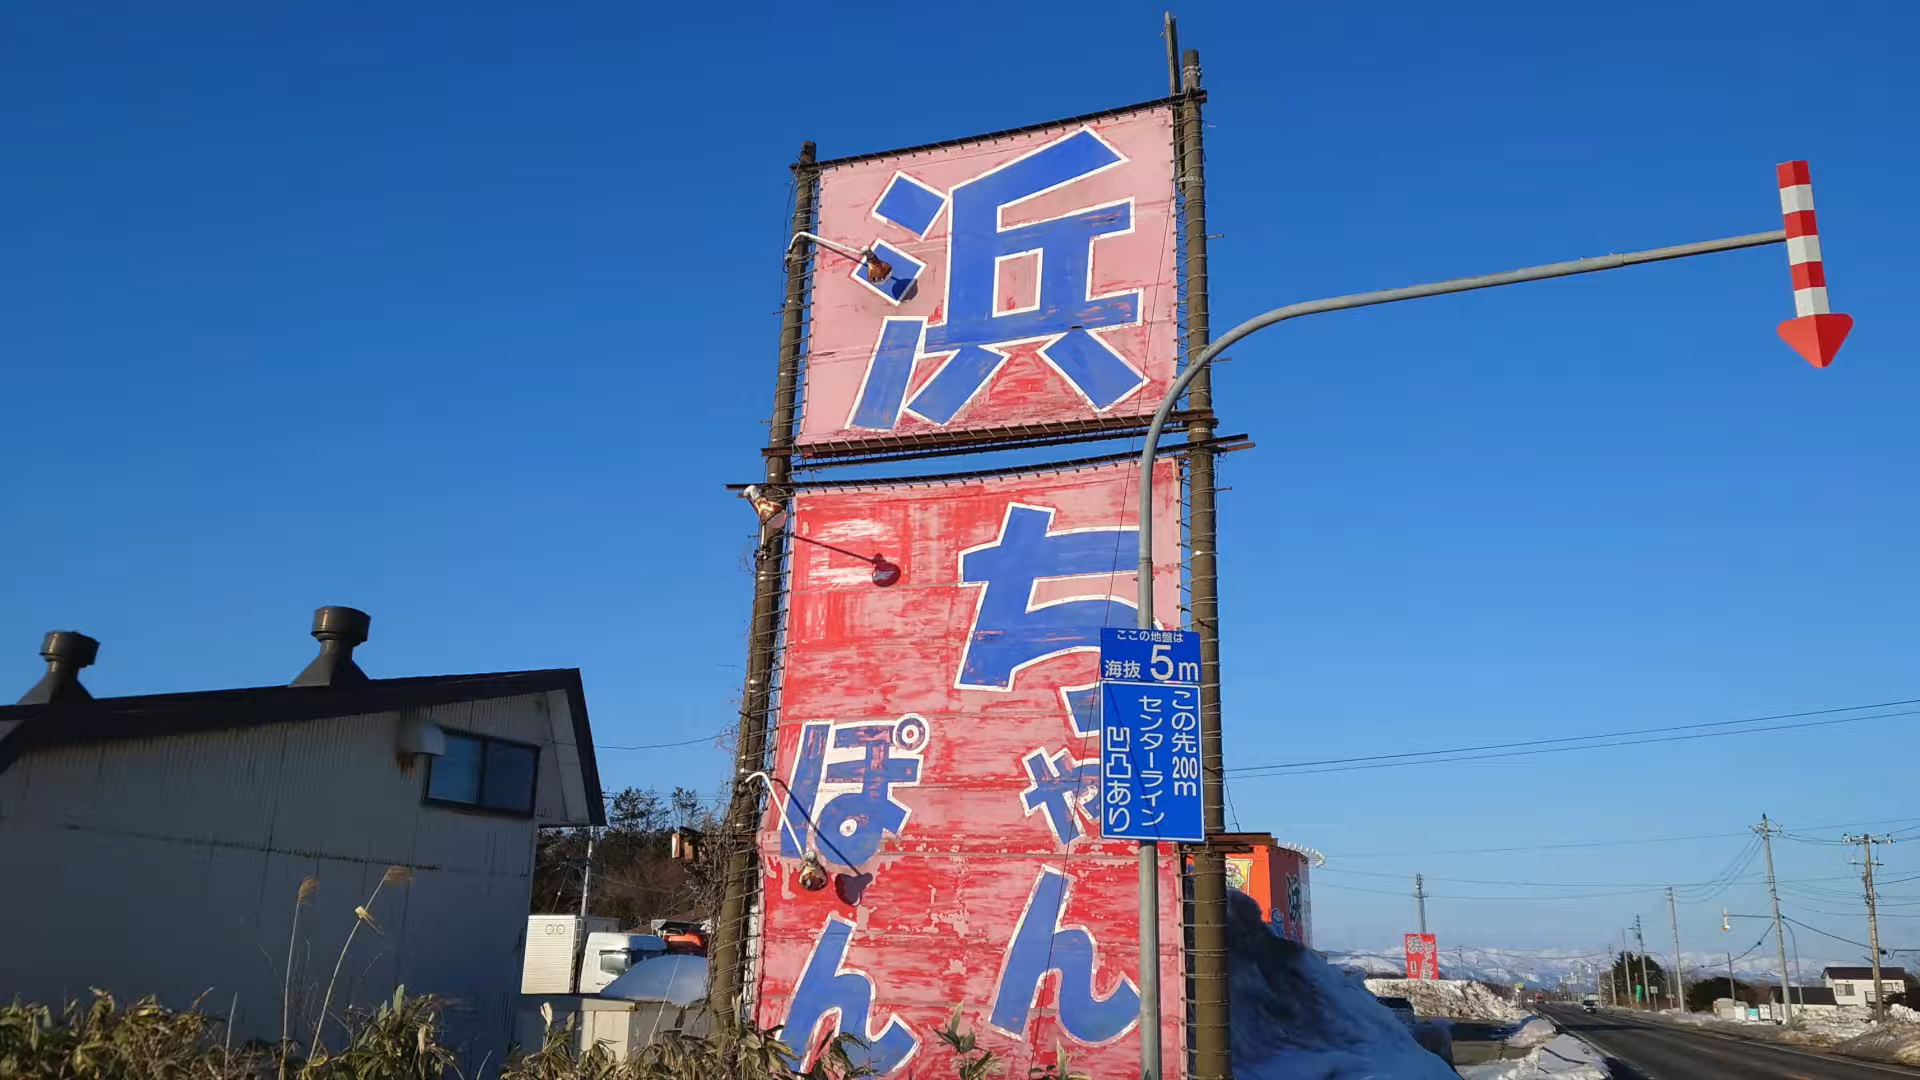 浜
ちゃん
ぽん
ここの地盤は
海抜 5m
この先200m
センターライン
凹凸あり